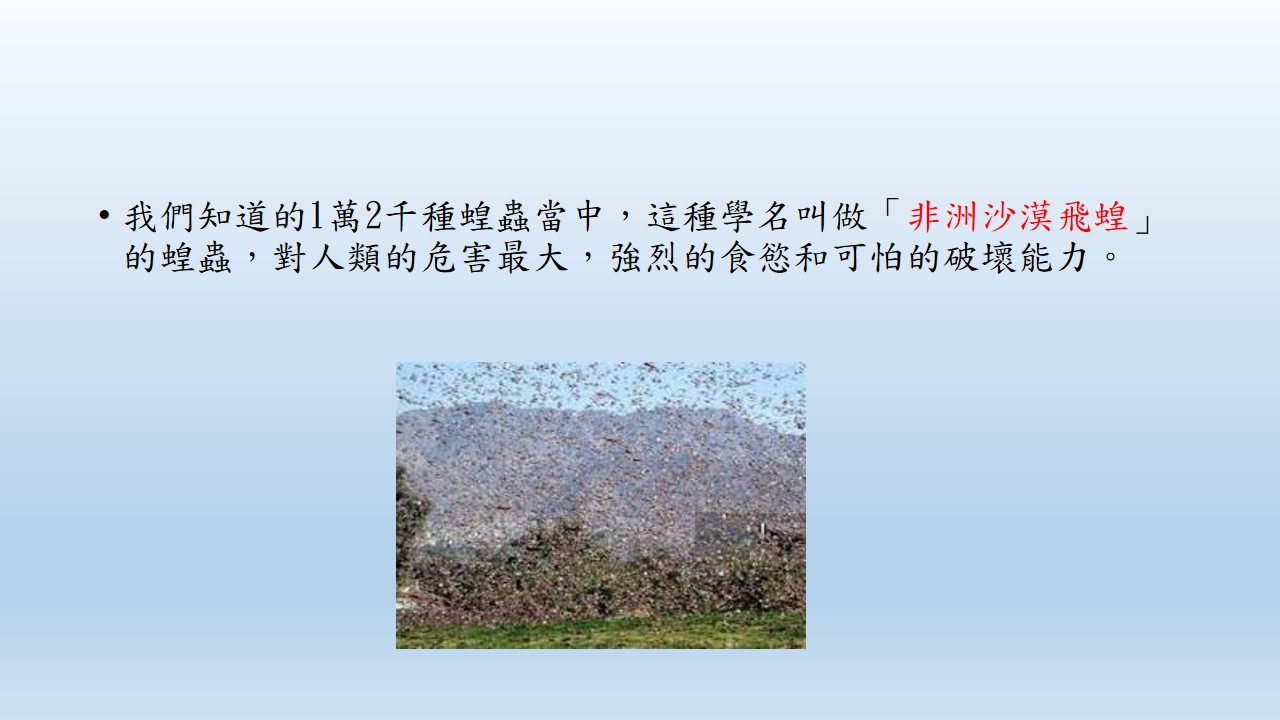 • 我們知道的1萬2千種蝗蟲當中，這種學名叫做「非洲沙漠飛蝗」
的蝗蟲，對人類的危害最大，強烈的食慾和可怕的破壞能力。